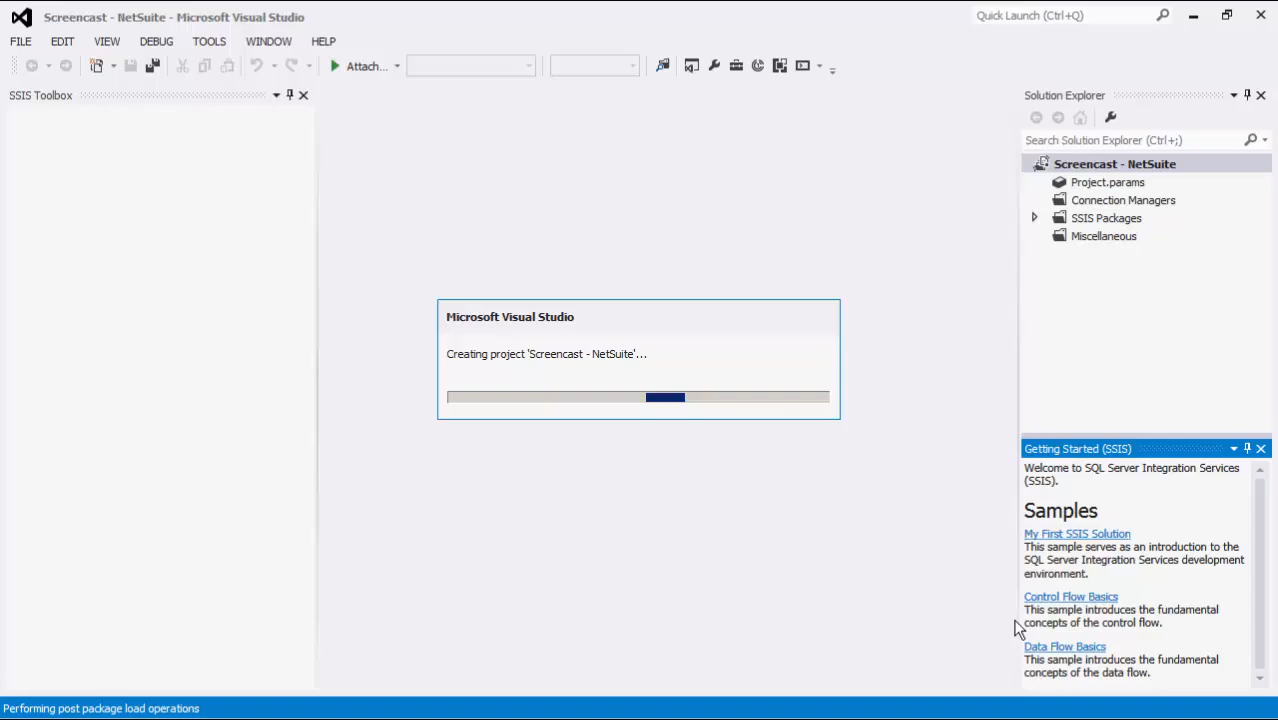 Screencast - NetSuite - Microsoft Visual Studio
Quick Launch (Ctrl+Q)
FILE EDIT VIEW DEBUG TOOLS WINDOW HELP
Attach...
SSIS Toolbox
Solution Explorer
Search Solution Explorer (Ctrl+;)
Screencast - NetSuite
Project.params
Connection Managers
SSIS Packages
Miscellaneous
Microsoft Visual Studio
Creating project 'Screencast - NetSuite'...
Getting Started (SSIS)
Welcome to SQL Server Integration Services
(SSIS).
Samples
My First SSIS Solution
This sample serves as an introduction to the
SQL Server Integration Services development
environment.
Control Flow Basics
This sample introduces the fundamental
concepts of the control flow.
Data Flow Basics
This sample introduces the fundamental
concepts of the data flow.
Performing post package load operations